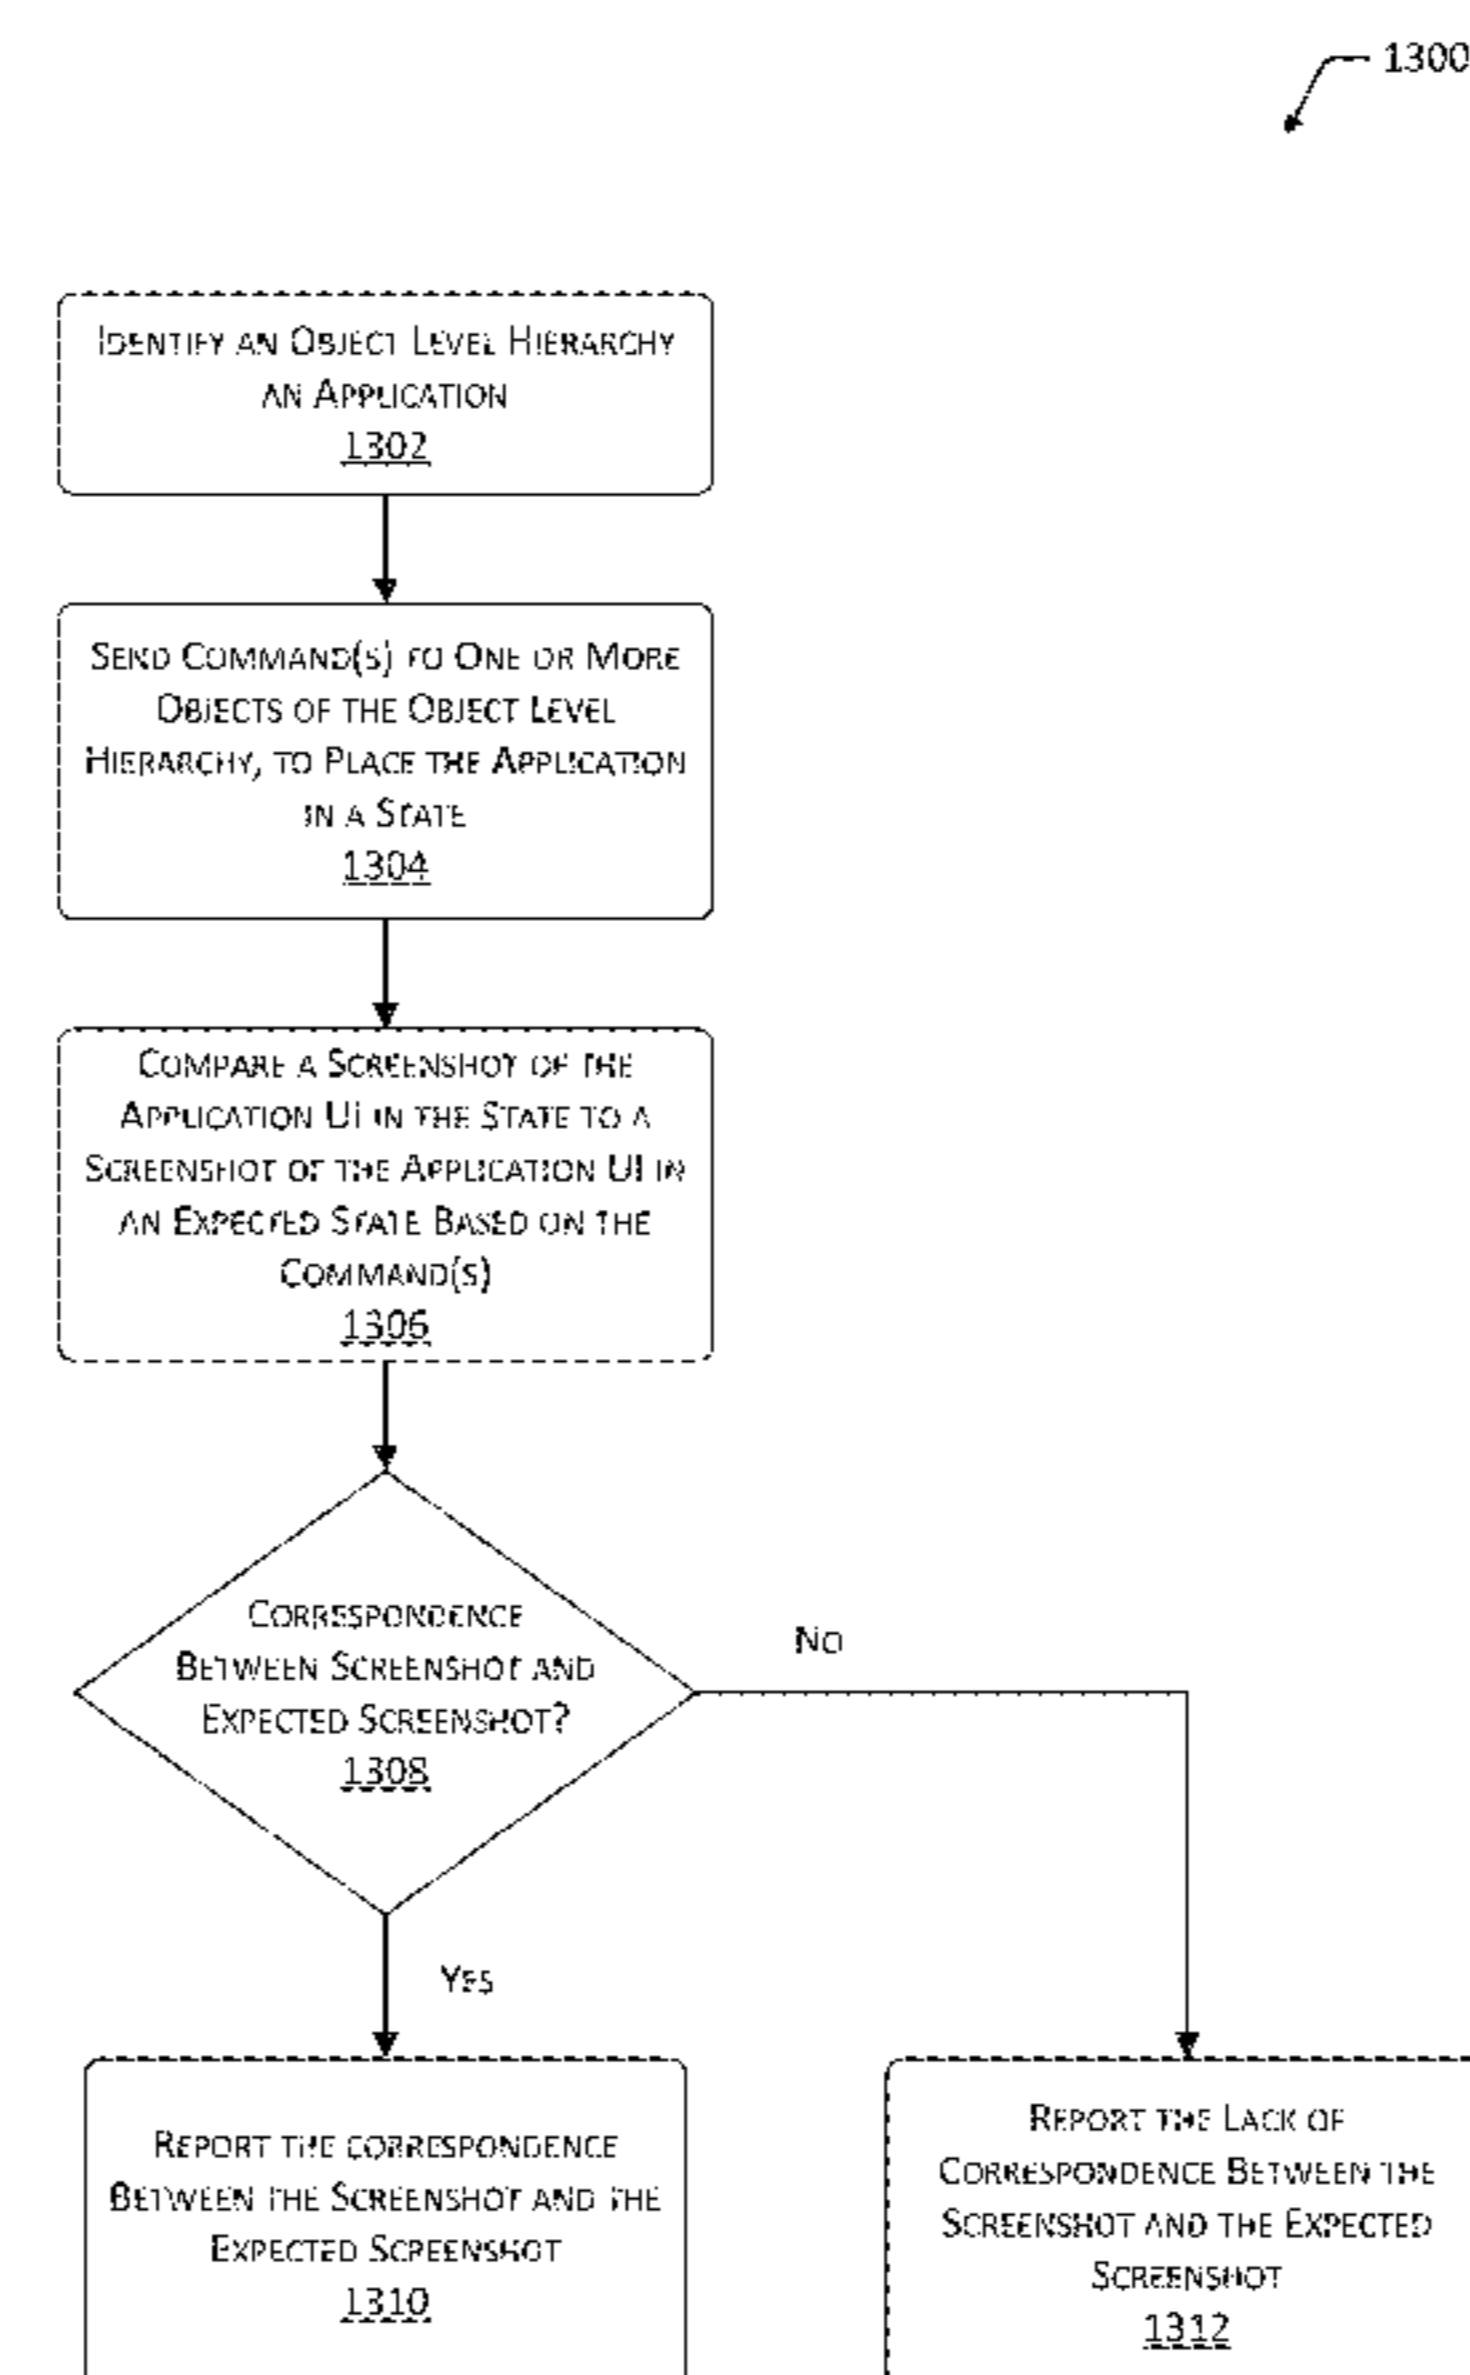 1300
Identify an Object Level Hierarchy
an Application
1302
Send Command(s) to One or More
Objects of the Object Level
Hierarchy, to Place the Application
in a State
1304
Compare a Screenshot of the
Application UI in the State to a
Screenshot of the Application UI in
an Expected State Based on the
Command(s)
1306
Correspondence
Between Screenshot and
Expected Screenshot?
1308
No
Yes
Report the correspondence
Between the Screenshot and the
Expected Screenshot
1310
Report the Lack of
Correspondence Between the
Screenshot and the Expected
Screenshot
1312